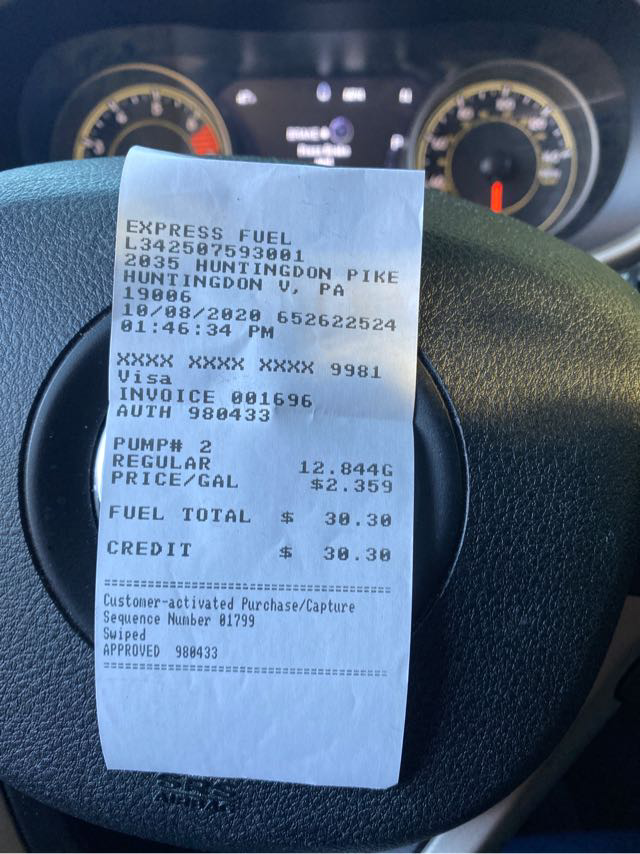 EXPRESS FUEL
L342507593001
2035 HUNTINGDON PIKE
HUNTINGDON V, PA
19006
10/08/2020 652622524
01:46:34 PM
XXXX XXXX XXXX 9981
Visa
INVOICE 001696
AUTH 980433
PUMP# 2
REGULAR 12.844G
PRICE/GAL $2.359
FUEL TOTAL $ 30.30
CREDIT $ 30.30
===================================
Customer-activated Purchase/Capture
Sequence Number 01799
Swiped
APPROVED 980433
===================================
SRS
AIRBAG